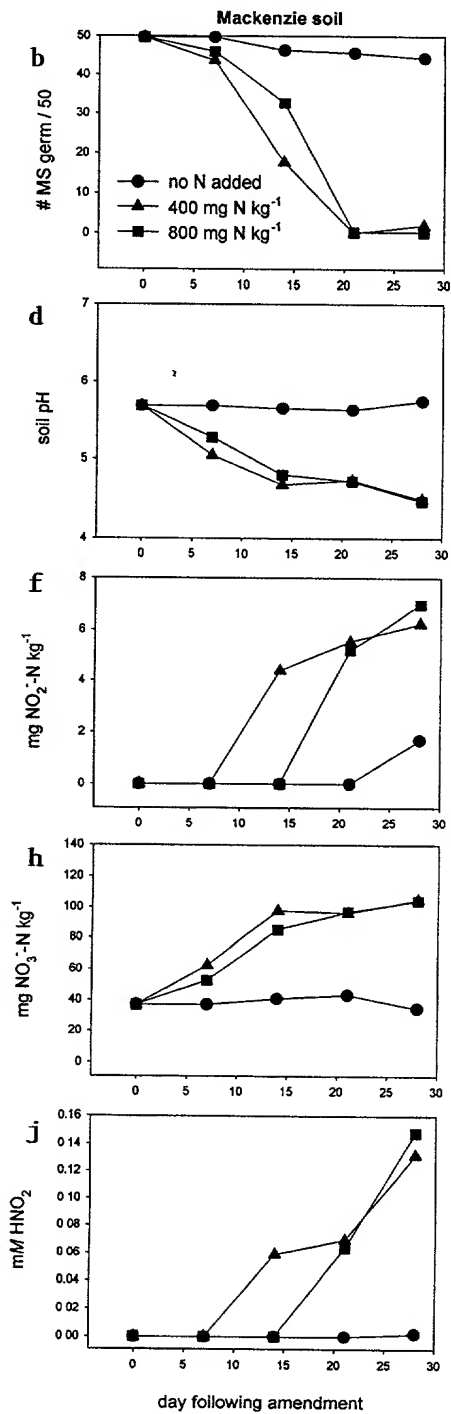 Mackenzie soil
b
# MS germ / 50
50
40
30
20
10
0
no N added
400 mg N kg⁻¹
800 mg N kg⁻¹
0 5 10 15 20 25 30
d
soil pH
7
6
5
4
0 5 10 15 20 25 30
f
mg NO₂⁻-N kg⁻¹
8
6
4
2
0
0 5 10 15 20 25 30
h
mg NO₃⁻-N kg⁻¹
140
120
100
80
60
40
20
0
0 5 10 15 20 25 30
j
mM HNO₂
0.16
0.14
0.12
0.10
0.08
0.06
0.04
0.02
0 00
0 5 10 15 20 25 30
day following amendment